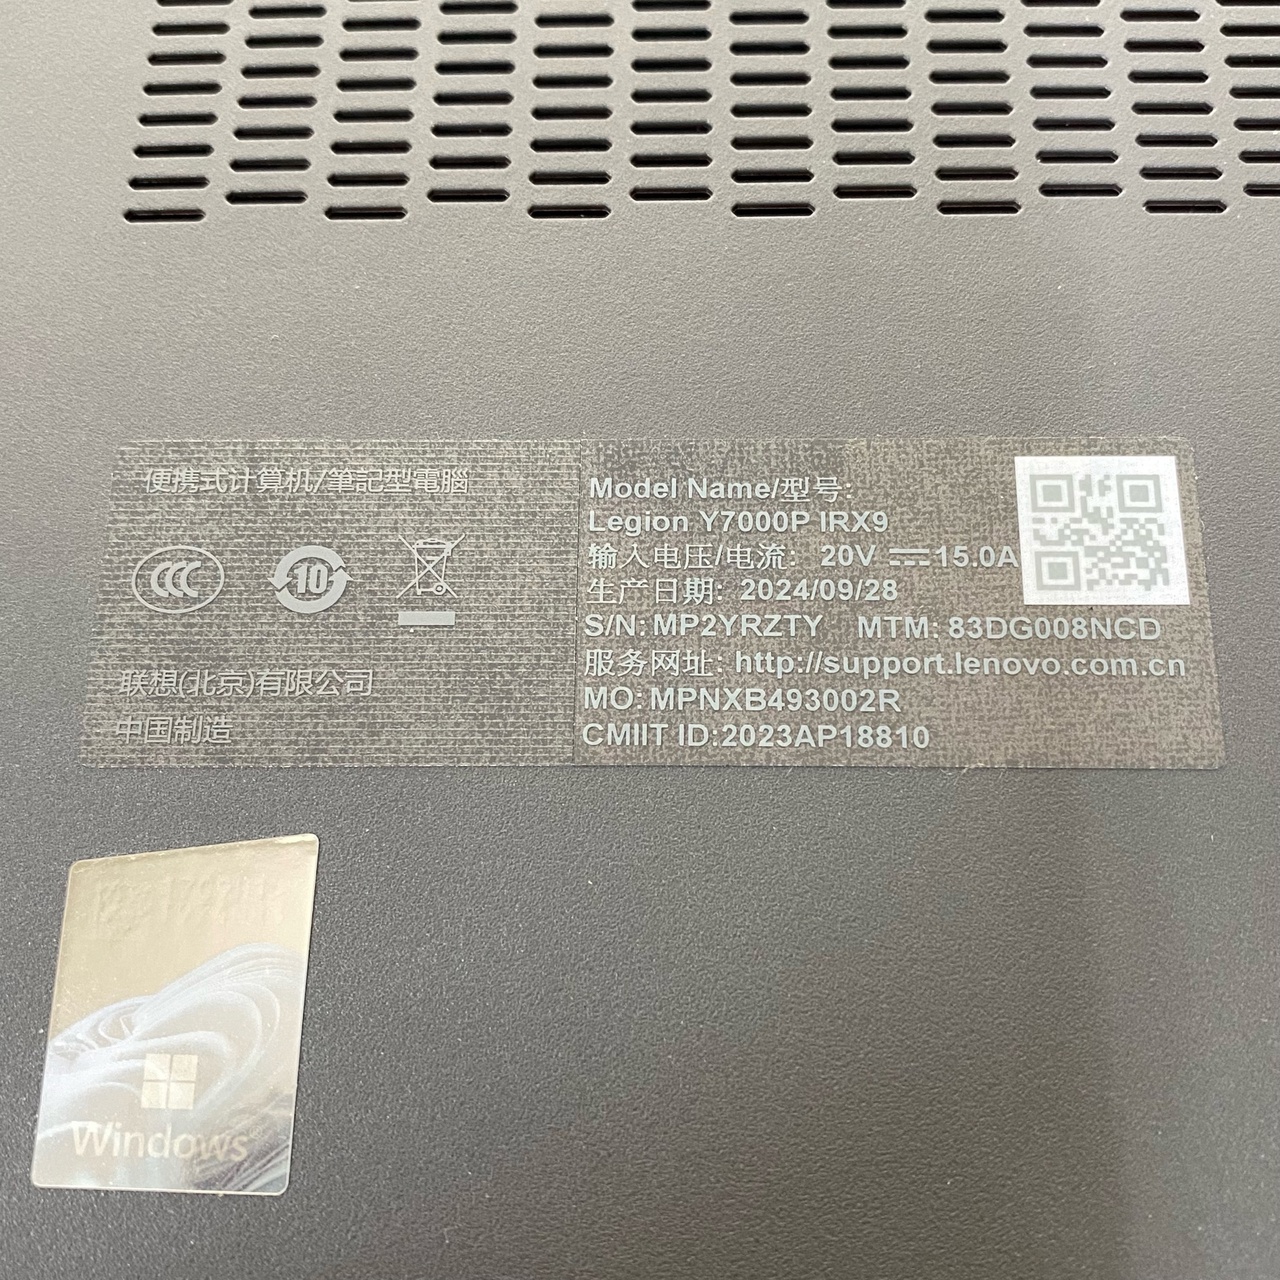 便携式计算机/筆記型電腦
CCC
10
联想(北京)有限公司
中国制造
Model Name/型号:
Legion Y7000P IRX9
输入电压/电流: 20V ⎓15.0A
生产日期: 2024/09/28
S/N: MP2YRZTY MTM: 83DG008NCD
服务网址: http://support.lenovo.com.cn
MO: MPNXB493002R
CMIIT ID:2023AP18810
Windows